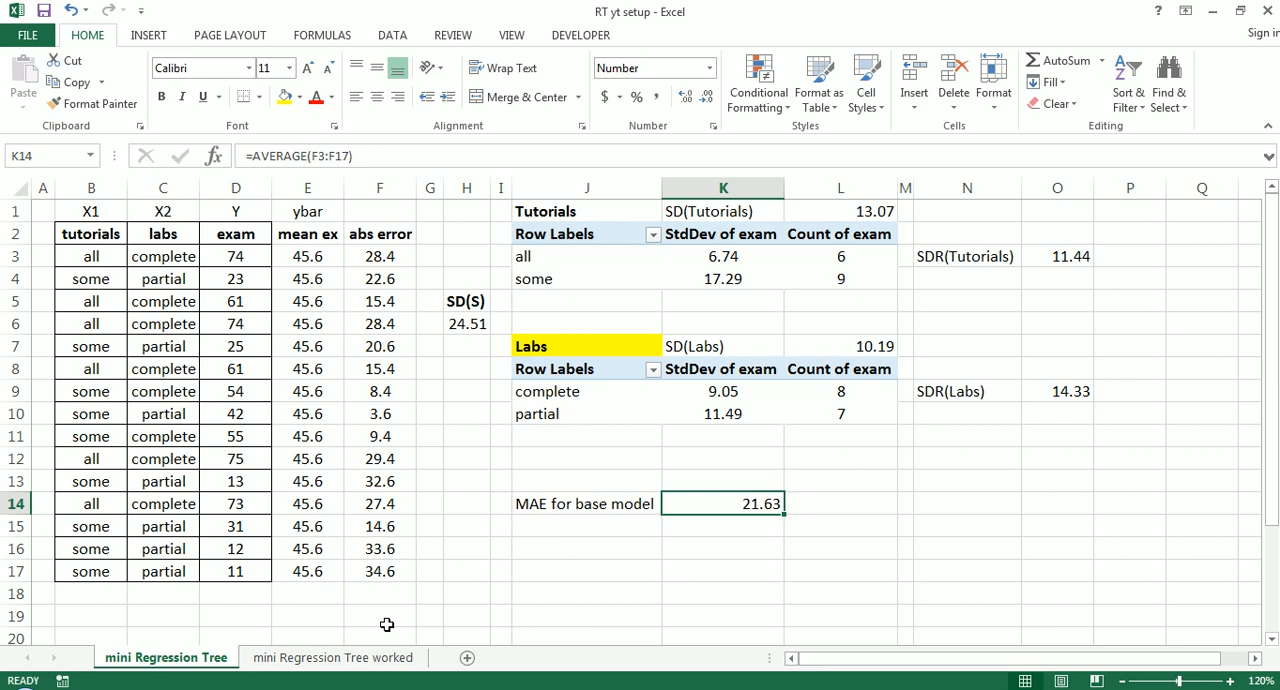 RT yt setup - Excel
? 
Sign in
FILE HOME INSERT PAGE LAYOUT FORMULAS DATA REVIEW VIEW DEVELOPER
Paste
Cut
Copy
Format Painter
Clipboard
Calibri 11
B I U
Font
Wrap Text
Merge & Center
Alignment
Number
$ % ,
Number
Conditional Formatting
Format as Table
Cell Styles
Styles
Insert Delete Format
Cells
AutoSum
Fill
Clear
Sort & Filter
Find & Select
Editing
K14 fx =AVERAGE(F3:F17)
A B C D E F G H I J K L M N O P Q
1 X1 X2 Y ybar Tutorials SD(Tutorials) 13.07
2 tutorials labs exam mean ex abs error Row Labels StdDev of exam Count of exam
3 all complete 74 45.6 28.4 all 6.74 6 SDR(Tutorials) 11.44
4 some partial 23 45.6 22.6 some 17.29 9
5 all complete 61 45.6 15.4 SD(S)
6 all complete 74 45.6 28.4 24.51
7 some partial 25 45.6 20.6 Labs SD(Labs) 10.19
8 all complete 61 45.6 15.4 Row Labels StdDev of exam Count of exam
9 some complete 54 45.6 8.4 complete 9.05 8 SDR(Labs) 14.33
10 some partial 42 45.6 3.6 partial 11.49 7
11 some complete 55 45.6 9.4
12 all complete 75 45.6 29.4
13 some partial 13 45.6 32.6
14 all complete 73 45.6 27.4 MAE for base model 21.63
15 some partial 31 45.6 14.6
16 some partial 12 45.6 33.6
17 some partial 11 45.6 34.6
18
19
20
mini Regression Tree mini Regression Tree worked
READY 120%